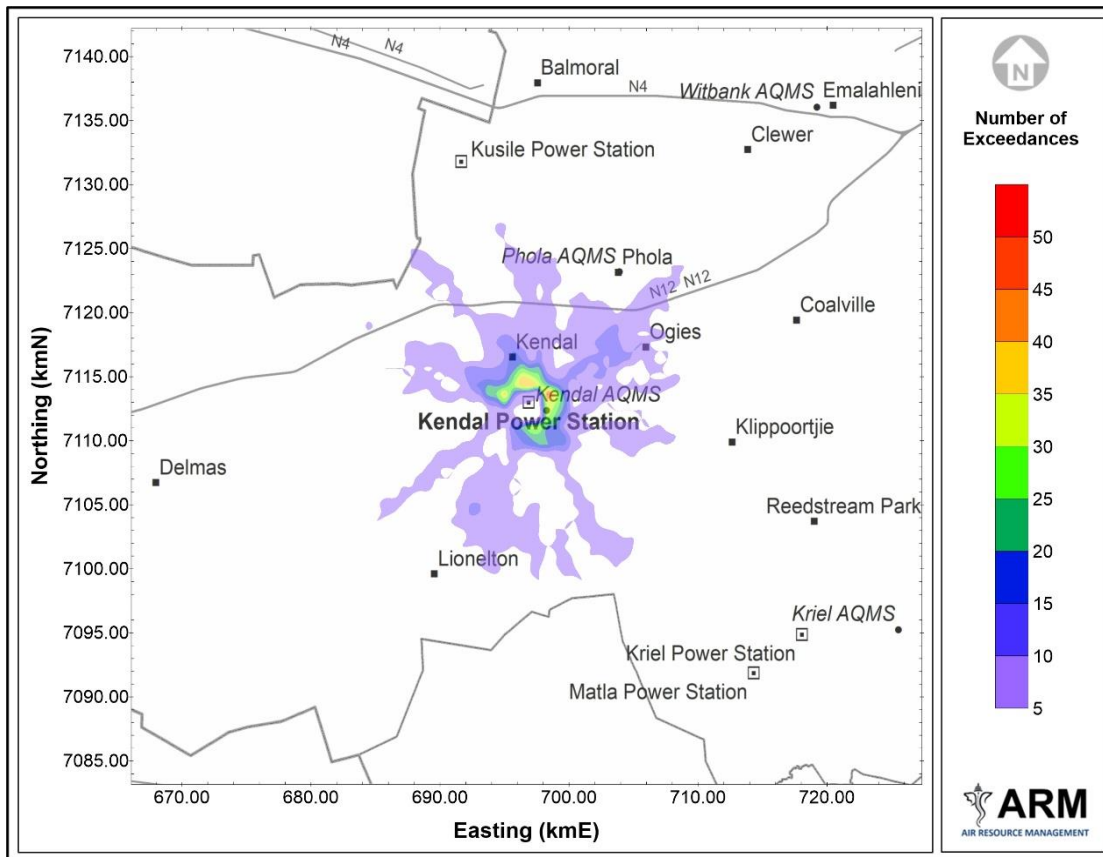 Northing (kmN)
7140.00
7135.00
7130.00
7125.00
7120.00
7115.00
7110.00
7105.00
7100.00
7095.00
7090.00
7085.00
N4
N4
Balmoral
N4
Witbank AQMS
Emalahleni
Clewer
Kusile Power Station
Phola AQMS
Phola
N12
N12
Coalville
Kendal
Ogies
Kendal AQMS
Kendal Power Station
Klippoortjie
Delmas
Reedstream Park
Lionelton
Kriel AQMS
Kriel Power Station
Matla Power Station
670.00
680.00
690.00
700.00
710.00
720.00
Easting (kmE)
N
Number of
Exceedances
50
45
40
35
30
25
20
15
10
5
ARM
AIR RESOURCE MANAGEMENT